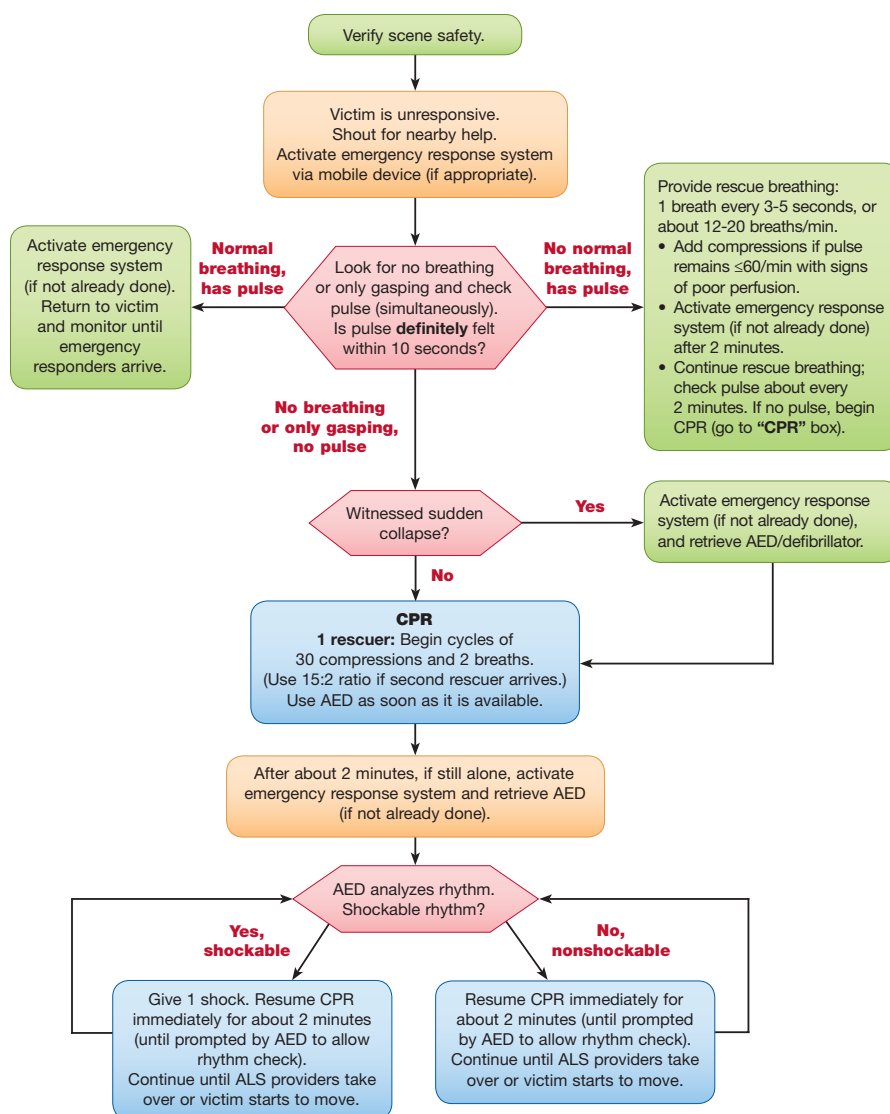 Verify scene safety.
Victim is unresponsive.
Shout for nearby help.
Activate emergency response system
via mobile device (if appropriate).
Activate emergency
response system
(if not already done).
Return to victim
and monitor until
emergency
responders arrive.
Normal
breathing,
has pulse
Look for no breathing
or only gasping and check
pulse (simultaneously).
Is pulse definitely felt
within 10 seconds?
No normal
breathing,
has pulse
Provide rescue breathing:
1 breath every 3-5 seconds, or
about 12-20 breaths/min.
• Add compressions if pulse
remains ≤60/min with signs
of poor perfusion.
• Activate emergency response
system (if not already done)
after 2 minutes.
• Continue rescue breathing;
check pulse about every
2 minutes. If no pulse, begin
CPR (go to “CPR” box).
No breathing
or only gasping,
no pulse
Witnessed sudden
collapse?
Yes
Activate emergency response
system (if not already done),
and retrieve AED/defibrillator.
No
CPR
1 rescuer: Begin cycles of
30 compressions and 2 breaths.
(Use 15:2 ratio if second rescuer arrives.)
Use AED as soon as it is available.
After about 2 minutes, if still alone, activate
emergency response system and retrieve AED
(if not already done).
AED analyzes rhythm.
Shockable rhythm?
Yes,
shockable
No,
nonshockable
Give 1 shock. Resume CPR
immediately for about 2 minutes
(until prompted by AED to allow
rhythm check).
Continue until ALS providers take
over or victim starts to move.
Resume CPR immediately for
about 2 minutes (until prompted
by AED to allow rhythm check).
Continue until ALS providers take
over or victim starts to move.